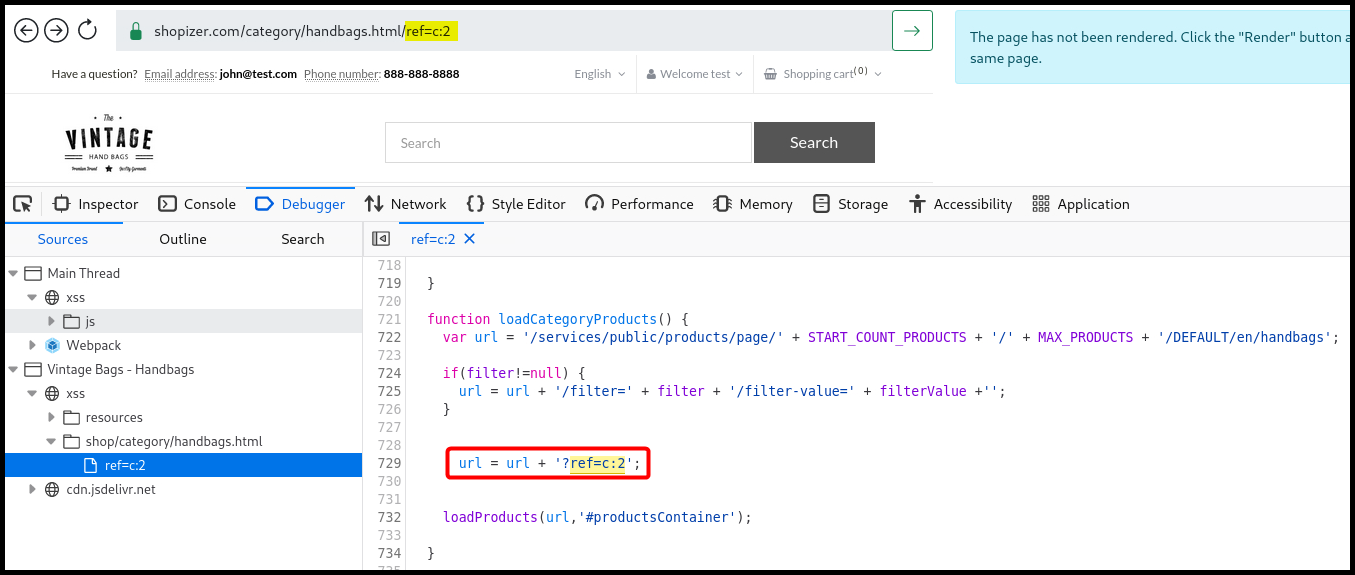 shopizer.com/category/handbags.html/ref=c:2
The page has not been rendered. Click the "Render" button a
same page.
Have a question? Email address: john@test.com Phone number: 888-888-8888
English
Welcome test
Shopping cart(0)
The
VINTAGE
HAND BAGS
Premium Brand
Quality Garment
Search
Search
Inspector
Console
Debugger
Network
Style Editor
Performance
Memory
Storage
Accessibility
Application
Sources
Outline
Search
ref=c:2
Main Thread
xss
js
Webpack
Vintage Bags - Handbags
xss
resources
shop/category/handbags.html
ref=c:2
cdn.jsdelivr.net
718
719 }
720
721 function loadCategoryProducts() {
722 var url = '/services/public/products/page/' + START_COUNT_PRODUCTS + '/' + MAX_PRODUCTS + '/DEFAULT/en/handbags';
723
724 if(filter!=null) {
725 url = url + '/filter=' + filter + '/filter-value=' + filterValue +'';
726 }
727
728
729 url = url + '?ref=c:2';
730
731
732 loadProducts(url,'#productsContainer');
733
734 }